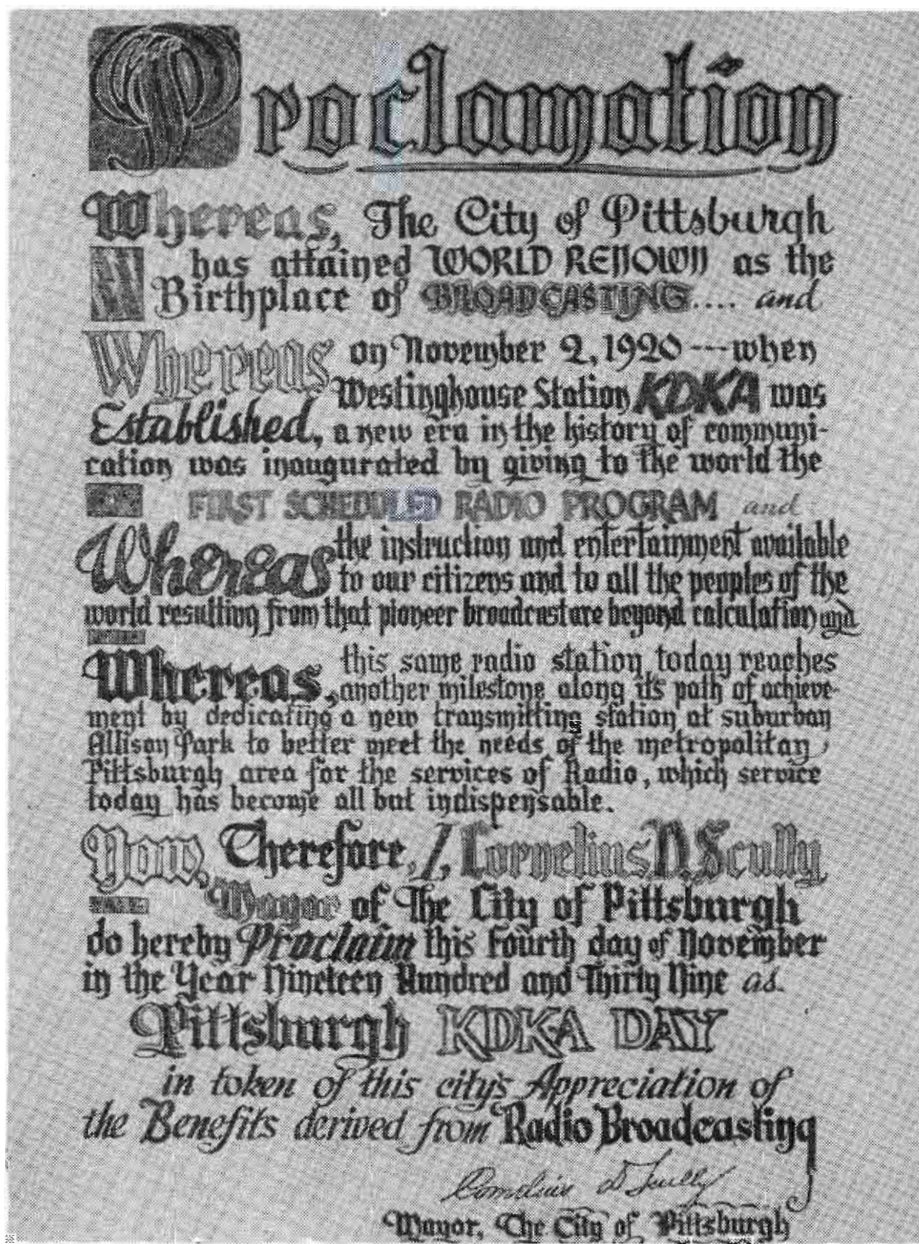 Proclamation
Whereas, The City of Pittsburgh
has attained WORLD RENOWN as the
Birthplace of BROADCASTING.... and
Whereas on November 2, 1920 --- when
Westinghouse Station KDKA was
Established, a new era in the history of communi-
cation was inaugurated by giving to the world the
FIRST SCHEDULED RADIO PROGRAM and
Whereas the instruction and entertainment available
to our citizens and to all the peoples of the
world resulting from that pioneer broadcast are beyond calculation and
Whereas, this same radio station today reaches
another milestone along its path of achieve-
ment by dedicating a new transmitting station at suburban
Allison Park to better meet the needs of the metropolitan
Pittsburgh area for the services of Radio, which service
today has become all but indispensable.
Now, Therefore, I, Cornelius D. Scully
Mayor of The City of Pittsburgh
do hereby Proclaim this Fourth day of November
in the Year Nineteen Hundred and Thirty Nine as
Pittsburgh KDKA DAY
in token of this city's Appreciation of
the Benefits derived from Radio Broadcasting
Cornelius D Scully
Mayor, The City of Pittsburgh